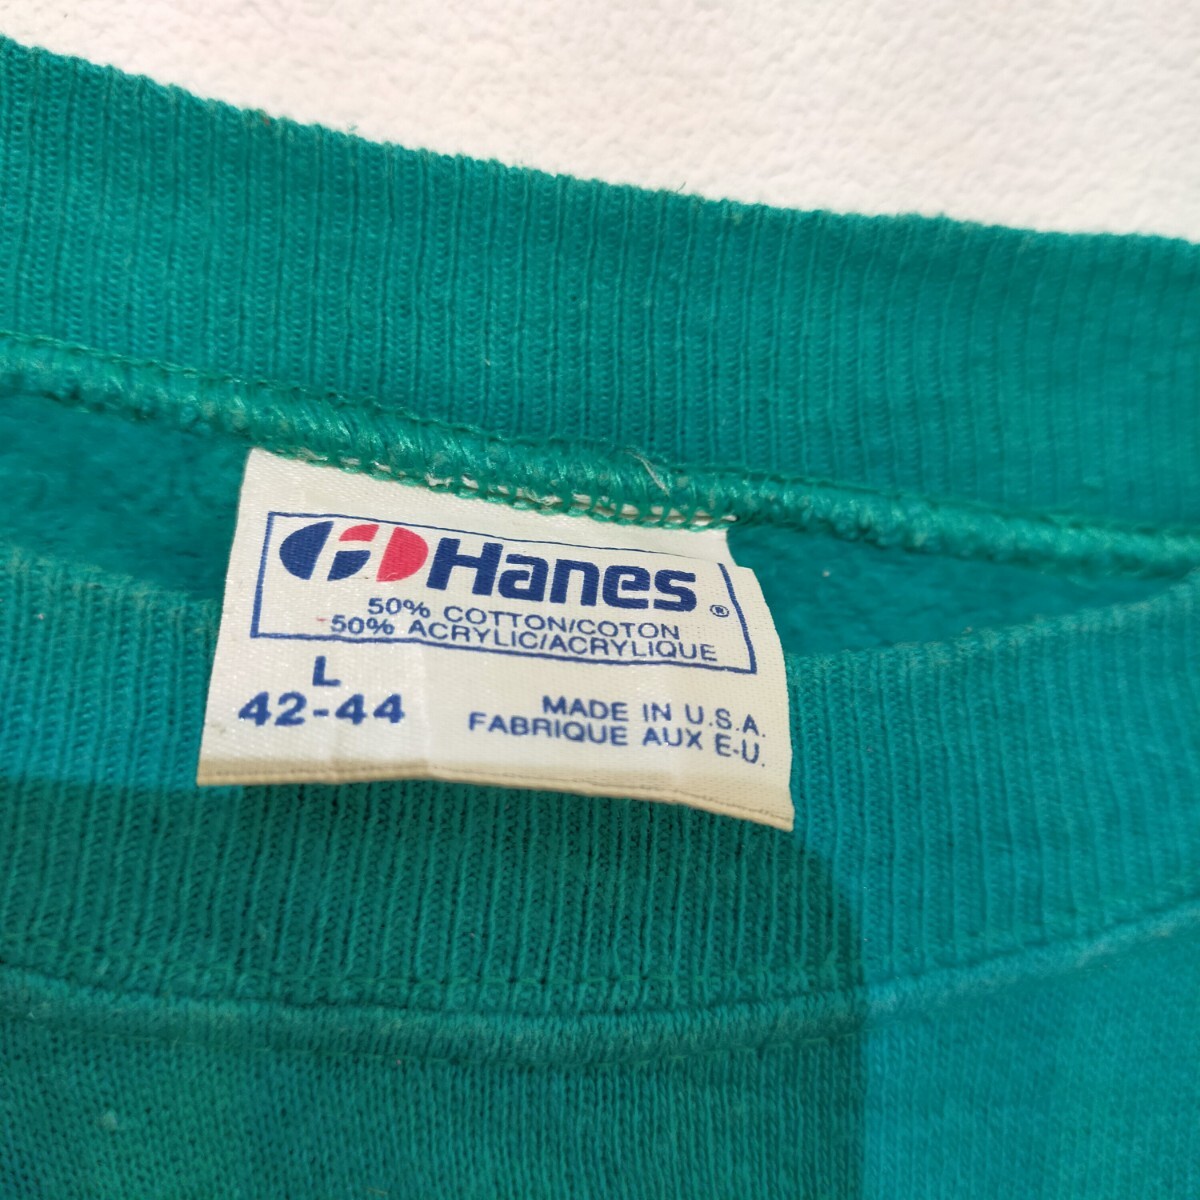 Hanes ®
50% COTTON/COTON
50% ACRYLIC/ACRYLIQUE
L
42-44
MADE IN U.S.A.
FABRIQUE AUX E-U.